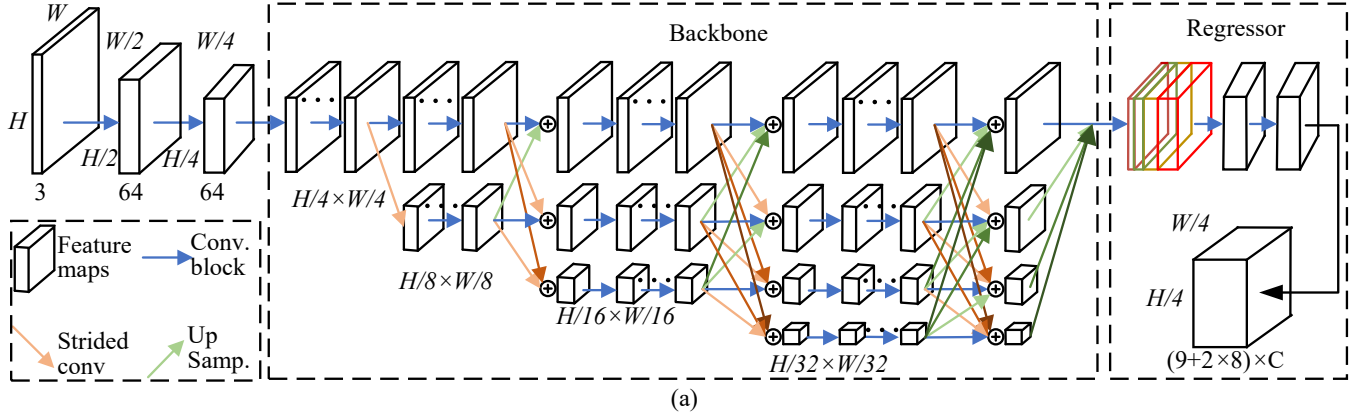 W
W/2
W/4
H
H/2
H/4
3
64
64
Feature
maps
Conv.
block
Strided
conv
Up
Samp.
Backbone
H/4×W/4
H/8×W/8
H/16×W/16
H/32×W/32
Regressor
W/4
H/4
(9+2×8)×C
(a)